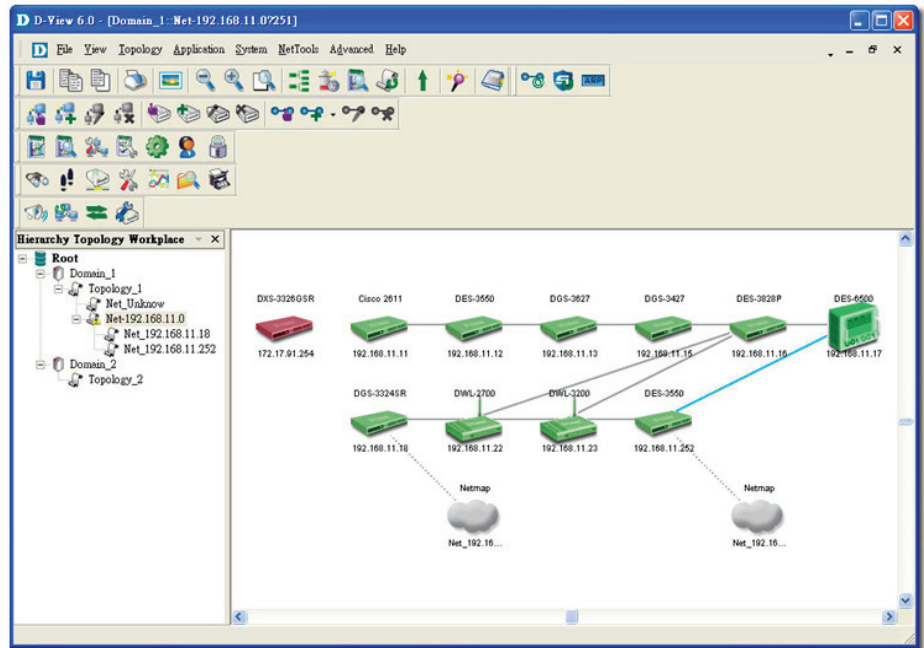 D-View 6.0 - [Domain_1::Net-192.168.11.0?251]
File View Topology Application System NetTools Advanced Help
ARP
Hierarchy Topology Workplace
Root
Domain_1
Topology_1
Net_Unknow
Net-192.168.11.0
Net_192.168.11.18
Net_192.168.11.252
Domain_2
Topology_2
DXS-3326GSR Cisco 2611 DES-3550 DGS-3627 DGS-3427 DES-3828P DES-6500
172.17.91.254 192.168.11.11 192.168.11.12 192.168.11.13 192.168.11.15 192.168.11.16 192.168.11.17
DGS-3324SR DWL-2700 DWL-3200 DES-3550
192.168.11.18 192.168.11.22 192.168.11.23 192.168.11.252
Netmap Netmap
Net_192.16... Net_192.16...